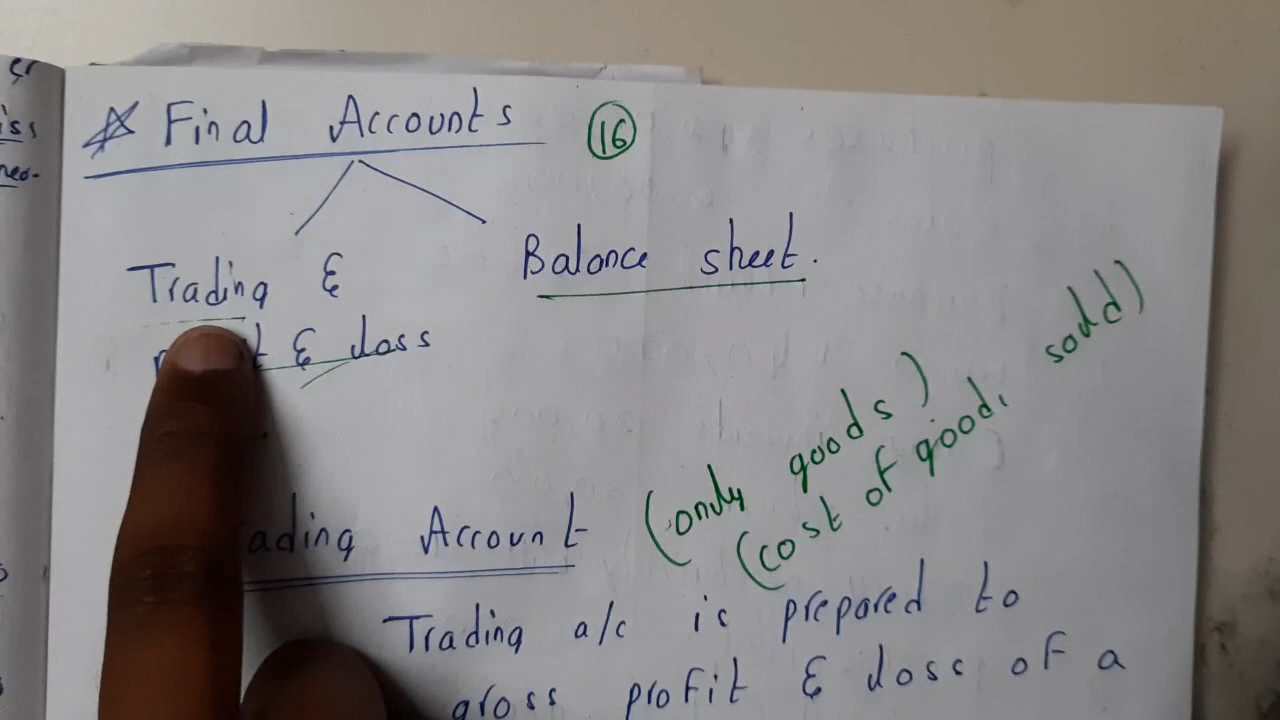 Final Accounts (16)
Trading & Balance sheet.
& loss
Account (only goods)
(cost of goods sold)
Trading a/c is prepared to
gross profit & loss of a